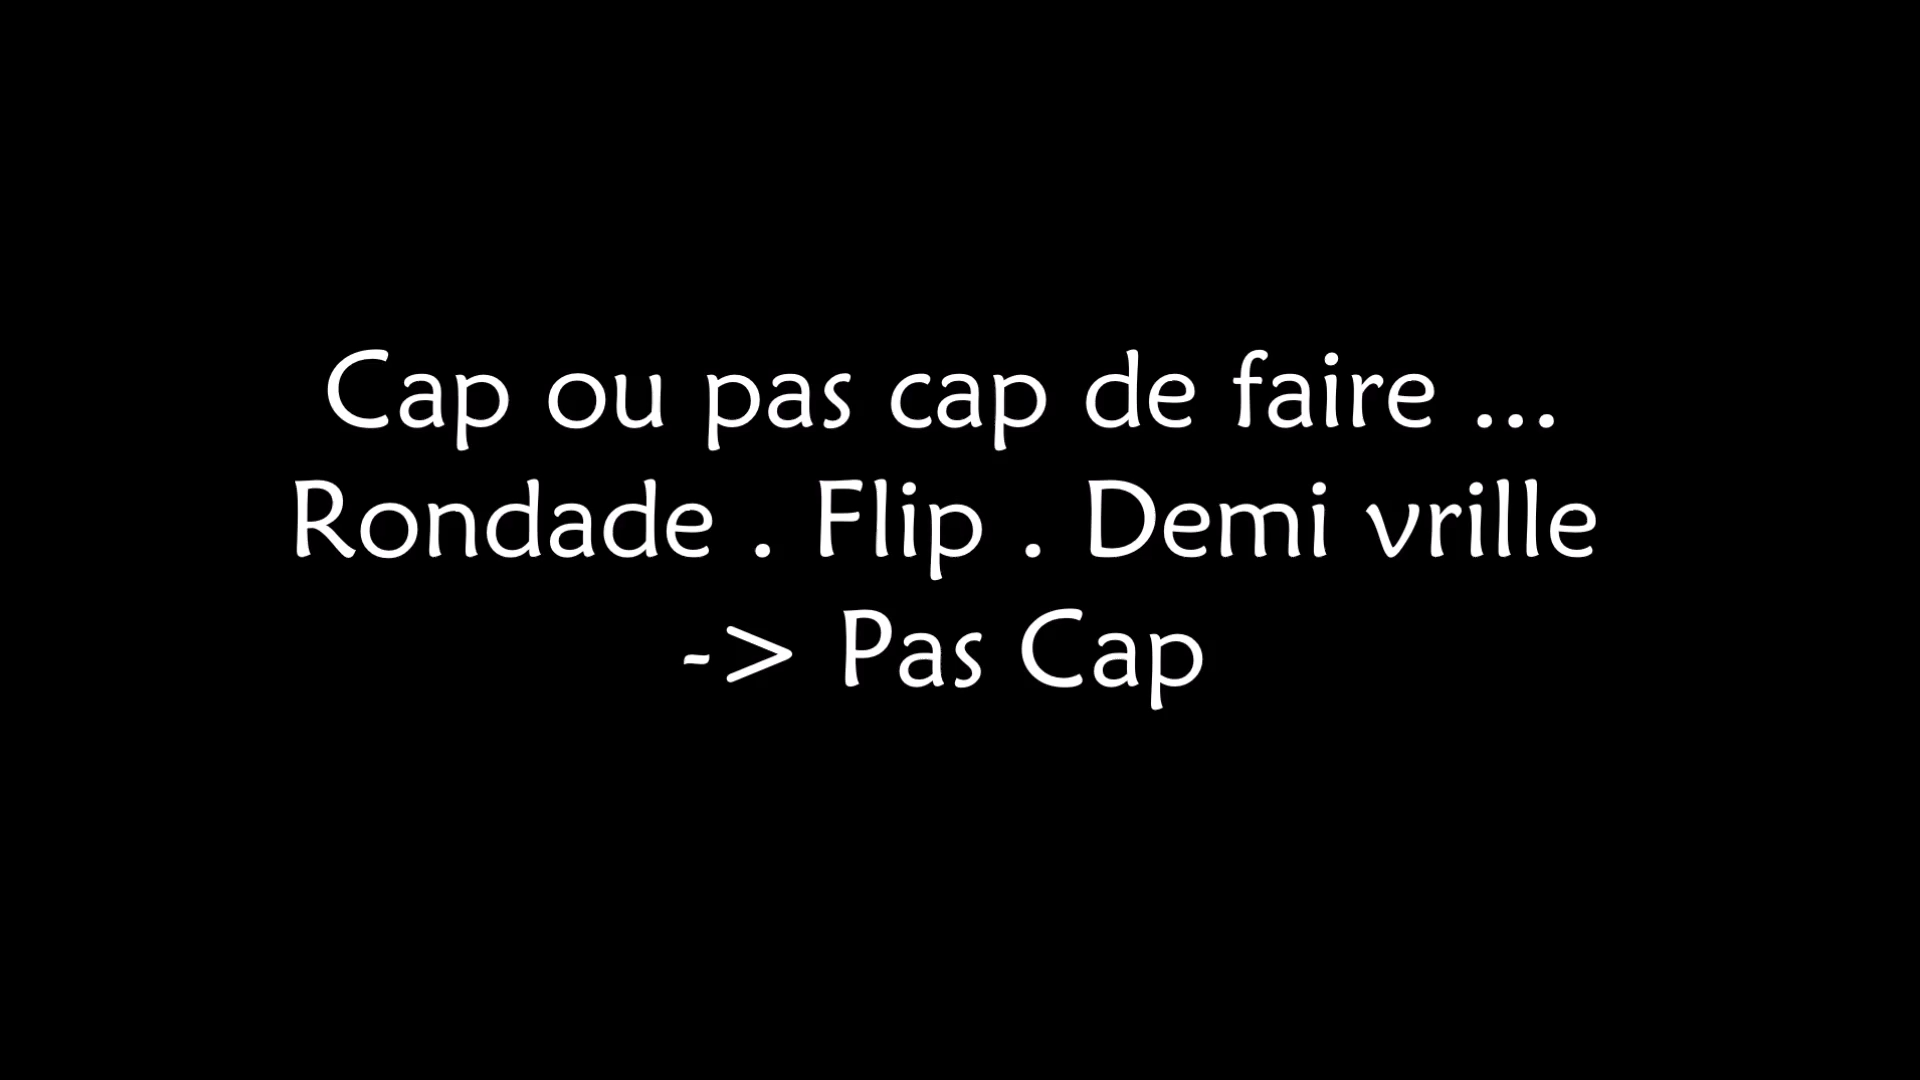 Cap ou pas cap de faire ...
Rondade . Flip . Demi vrille
-> Pas Cap